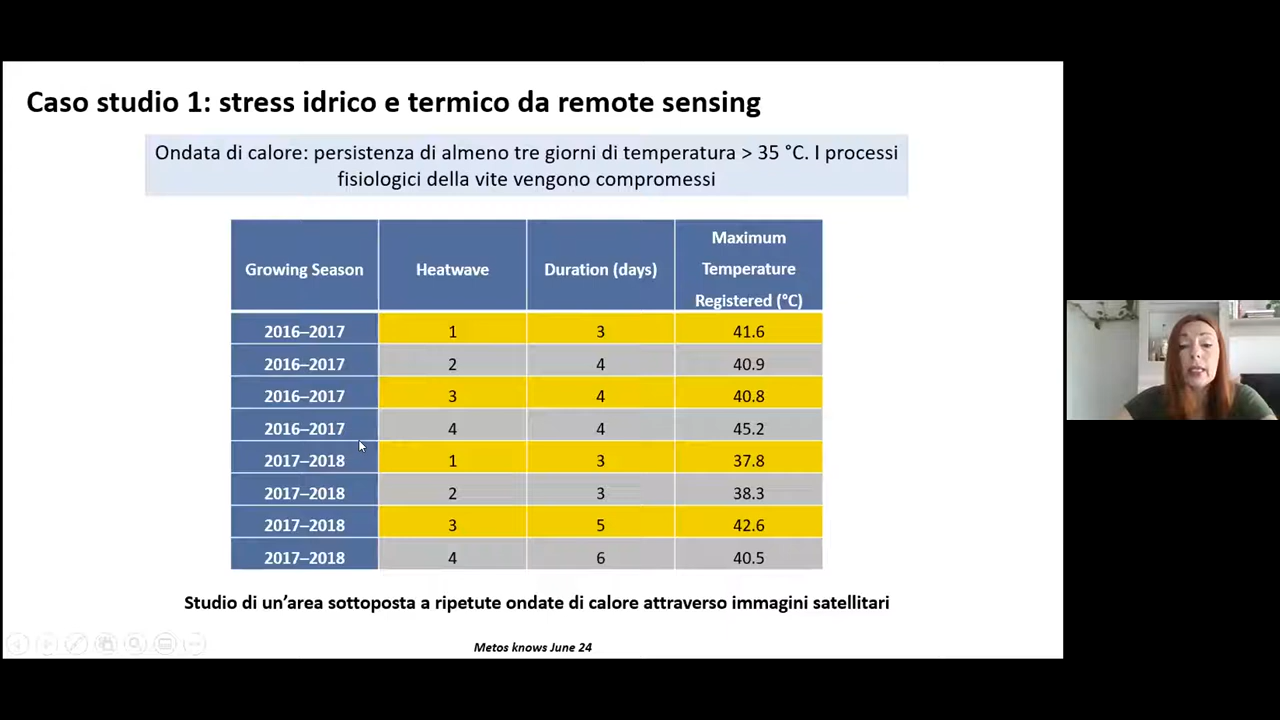 Caso studio 1: stress idrico e termico da remote sensing
Ondata di calore: persistenza di almeno tre giorni di temperatura > 35 °C. I processi
fisiologici della vite vengono compromessi
Growing Season Heatwave Duration (days) Maximum Temperature Registered (°C)
2016–2017 1 3 41.6
2016–2017 2 4 40.9
2016–2017 3 4 40.8
2016–2017 4 4 45.2
2017–2018 1 3 37.8
2017–2018 2 3 38.3
2017–2018 3 5 42.6
2017–2018 4 6 40.5
Studio di un’area sottoposta a ripetute ondate di calore attraverso immagini satellitari
Metos knows June 24